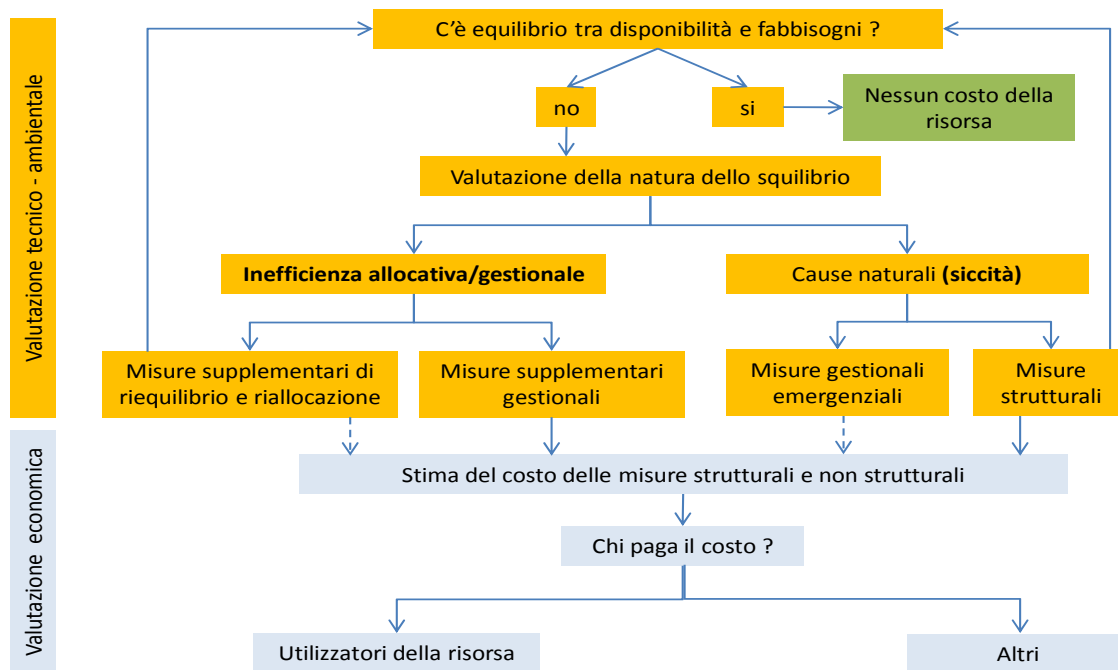 C'è equilibrio tra disponibilità e fabbisogni ?
no
si
Nessun costo della
risorsa
Valutazione della natura dello squilibrio
Inefficienza allocativa/gestionale
Cause naturali (siccità)
Misure supplementari di
riequilibrio e riallocazione
Misure supplementari
gestionali
Misure gestionali
emergenziali
Misure
strutturali
Valutazione tecnico - ambientale
Stima del costo delle misure strutturali e non strutturali
Chi paga il costo ?
Utilizzatori della risorsa
Altri
Valutazione economica